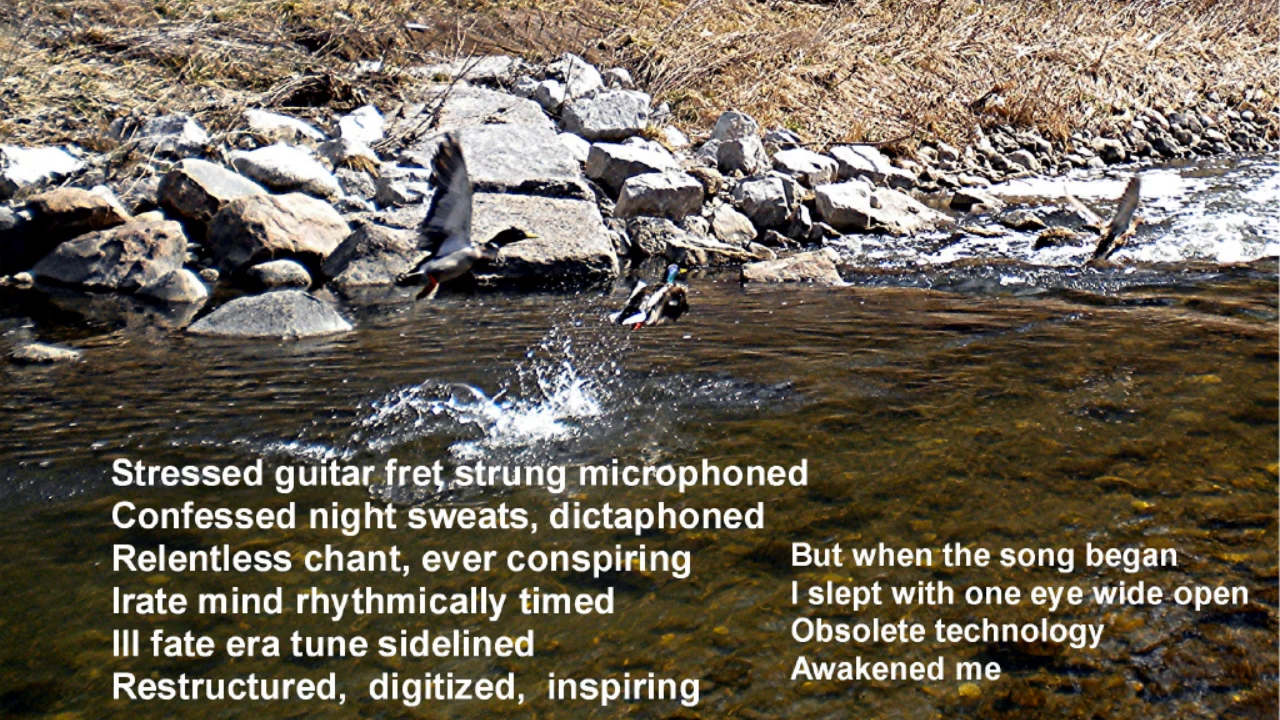 Stressed guitar fret strung microphoned
Confessed night sweats, dictaphoned
Relentless chant, ever conspiring
Irate mind rhythmically timed
Ill fate era tune sidelined
Restructured,  digitized,  inspiring
But when the song began
I slept with one eye wide open
Obsolete technology
Awakened me